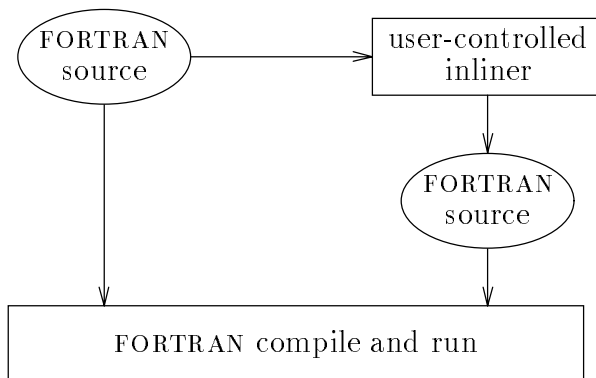 FORTRAN
source
user-controlled
inliner
FORTRAN
source
FORTRAN compile and run